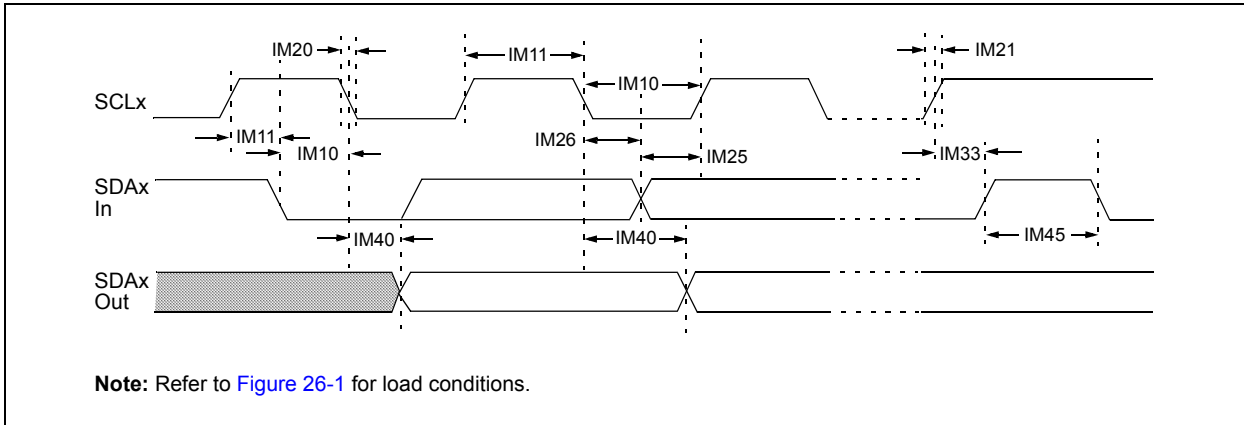 IM20
IM11
IM21
IM10
SCLx
IM11
IM26
IM10
IM25
IM33
SDAx
In
IM40
IM40
IM45
SDAx
Out
Note: Refer to Figure 26-1 for load conditions.